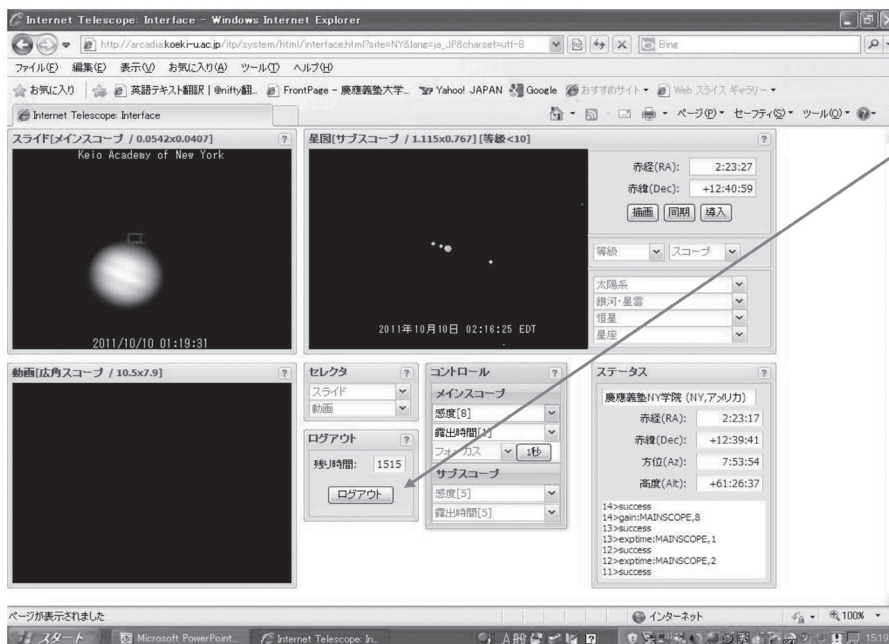 Internet Telescope: Interface - Windows Internet Explorer
http://arcadia.koeki-u.ac.jp/itp/system/html/interface.html?site=NY&lang=ja_JP&charset=utf-8
Bing
ファイル(F) 編集(E) 表示(V) お気に入り(A) ツール(T) ヘルプ(H)
お気に入り 英語テキスト翻訳 | @nifty翻... FrontPage - 慶應義塾大学... Yahoo! JAPAN Google おすすめサイト Web スライス ギャラリー
Internet Telescope: Interface
ページ(P) セーフティ(S) ツール(O)
スライド[メインスコープ / 0.0542x0.0407] ?
Keio Academy of New York
2011/10/10 01:19:31
星図[サブスコープ / 1.115x0.767] [等級<10] ?
2011年10月10日 02:16:25 EDT
赤経(RA): 2:23:27
赤緯(Dec): +12:40:59
描画 同期 導入
等級 スコープ
太陽系
銀河・星雲
恒星
星座
動画[広角スコープ / 10.5x7.9] ?
セレクタ ?
スライド
動画
ログアウト ?
残り時間: 1515
ログアウト
コントロール ?
メインスコープ
感度[8]
露出時間[1]
フォーカス 1秒
サブスコープ
感度[5]
露出時間[5]
ステータス ?
慶應義塾NY学院 (NY,アメリカ)
赤経(RA): 2:23:17
赤緯(Dec): +12:39:41
方位(Az): 7:53:54
高度(Alt): +61:26:37
14>success
14>gain:MAINSCOPE,8
13>success
13>exptime:MAINSCOPE,1
12>success
12>exptime:MAINSCOPE,2
11>success
ページが表示されました
インターネット
100%
スタート
Microsoft PowerPoint...
Internet Telescope: In...
A 般
15:19